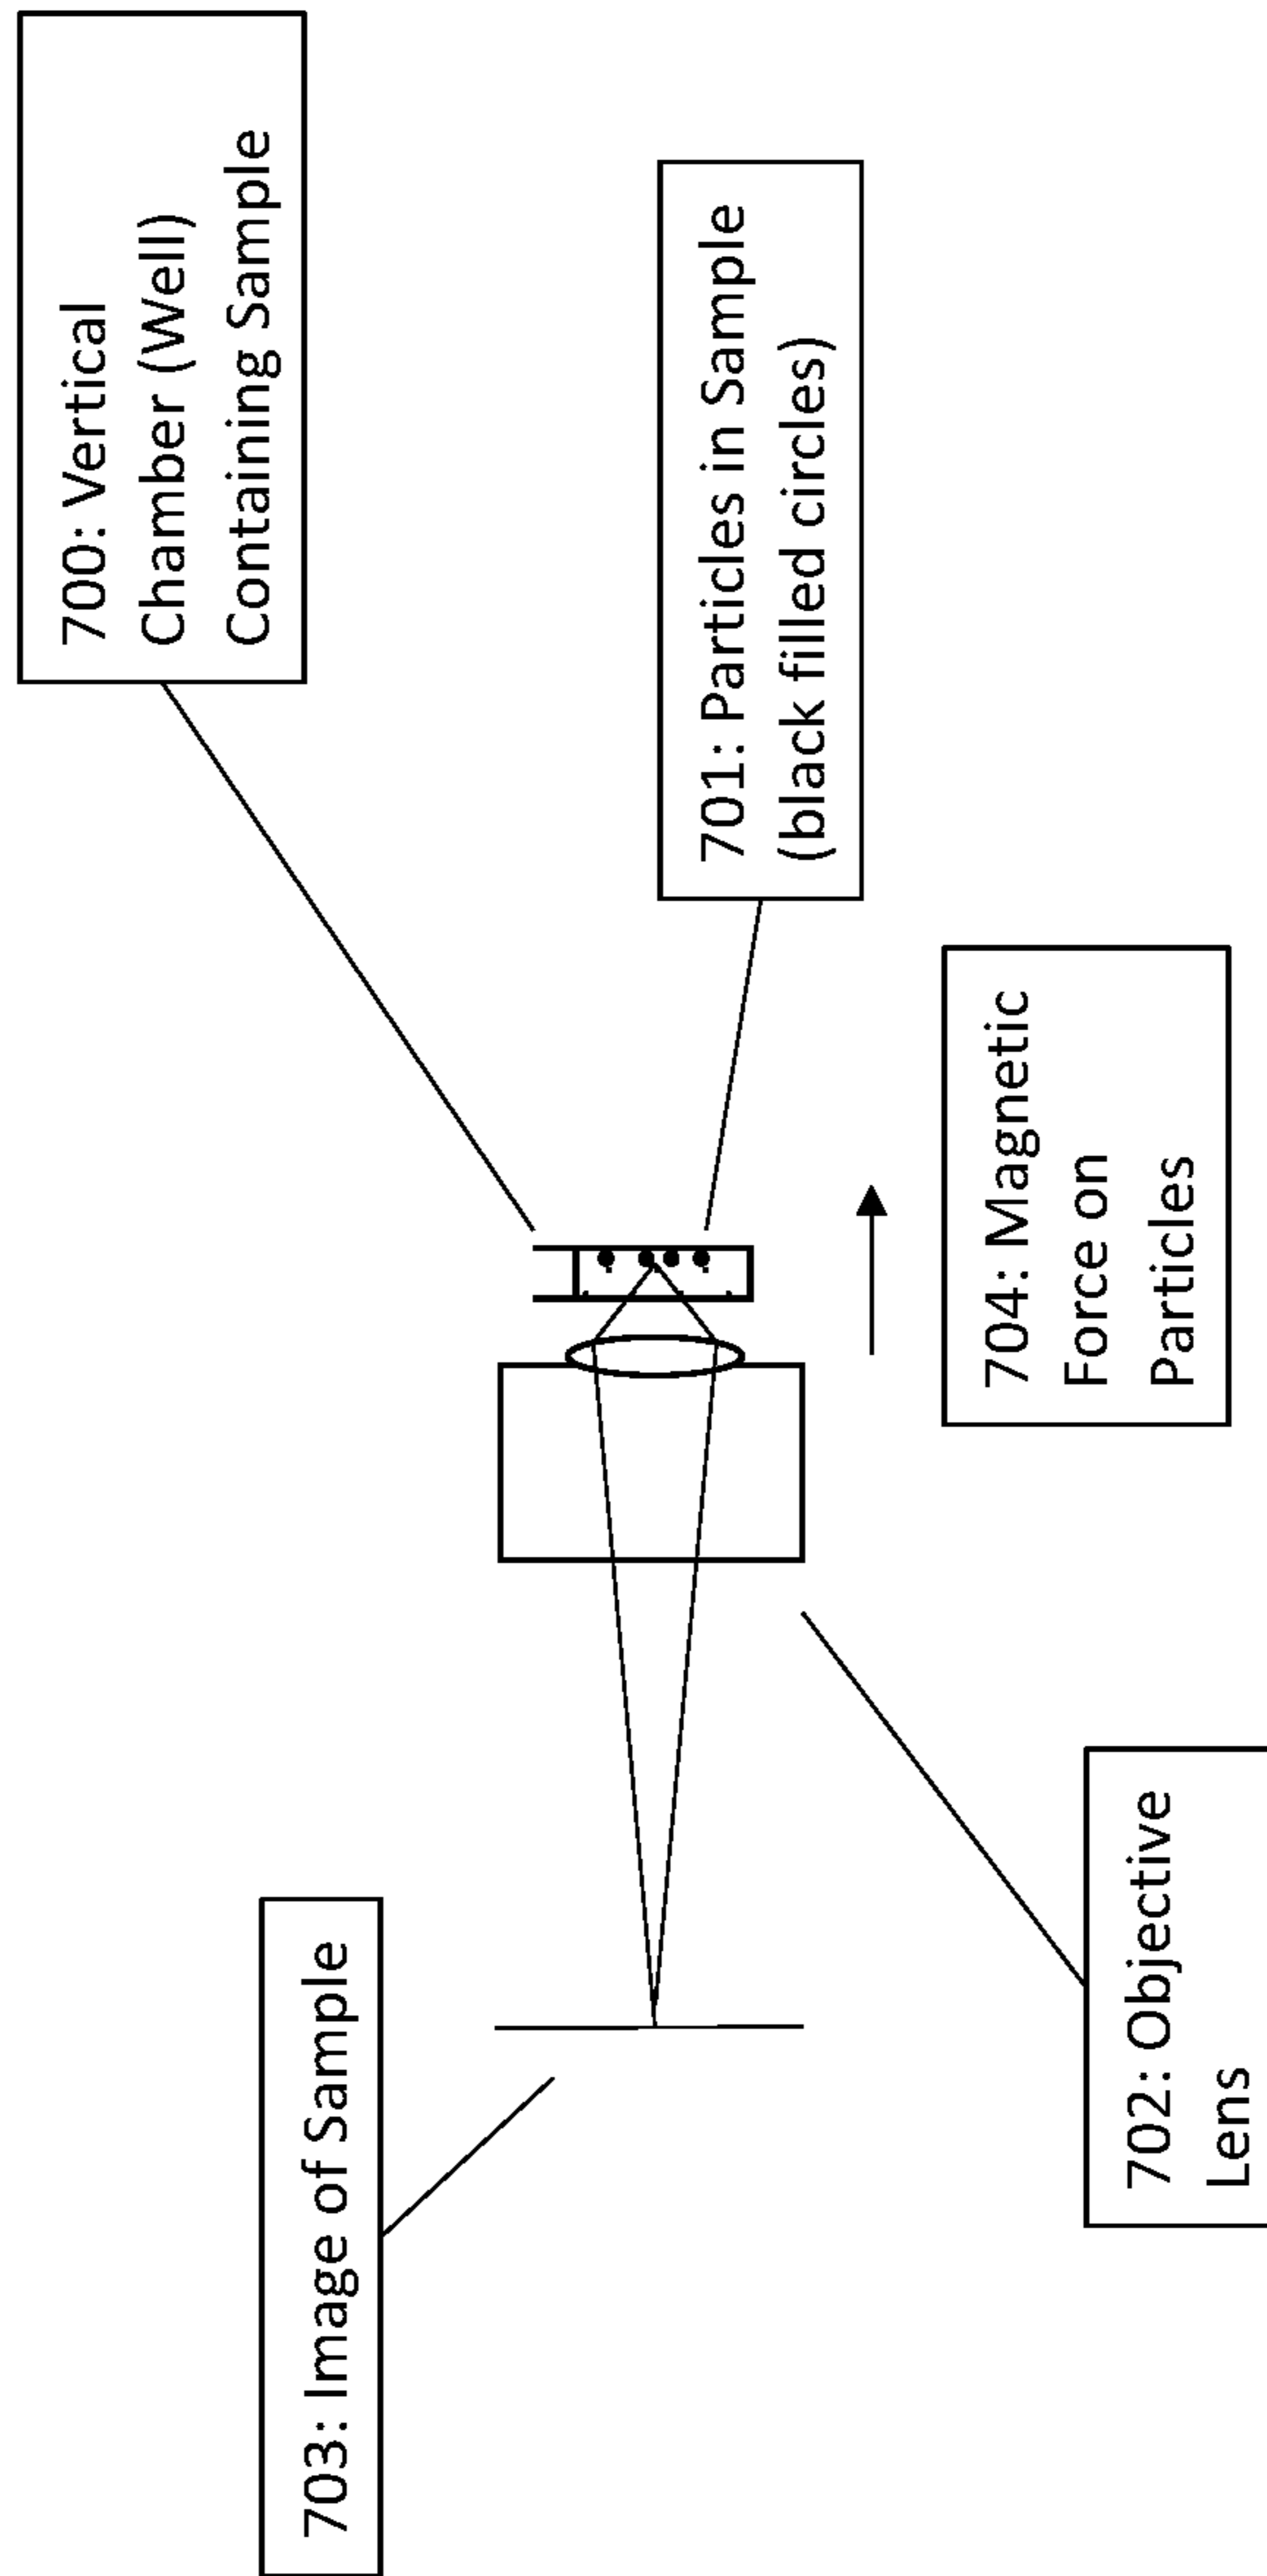 700: Vertical
Chamber (Well)
Containing Sample
701: Particles in Sample
(black filled circles)
704: Magnetic
Force on
Particles
703: Image of Sample
702: Objective
Lens